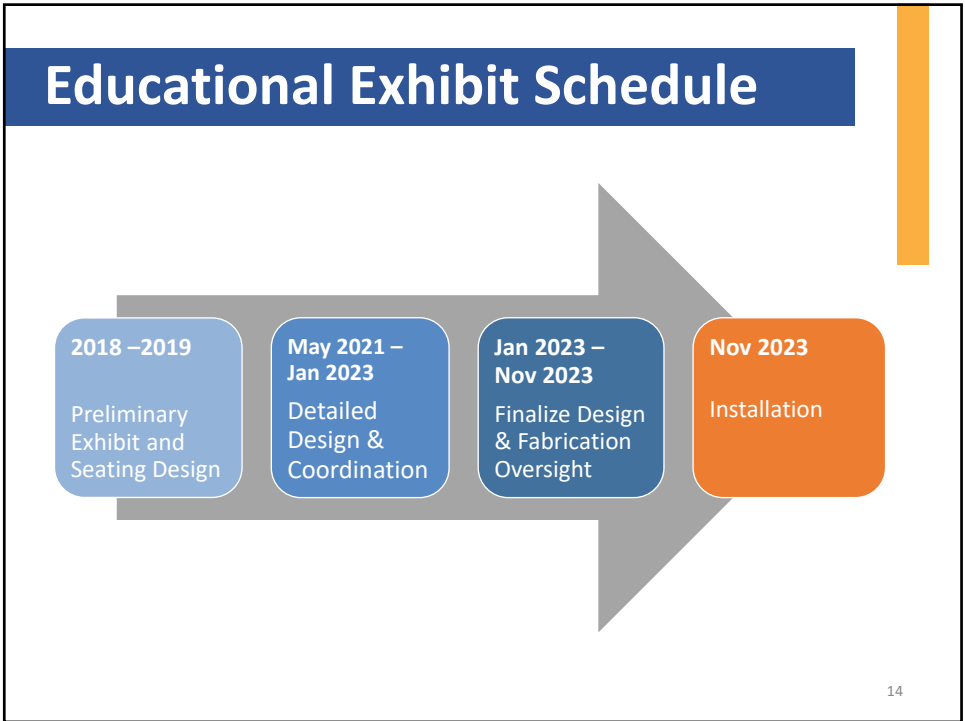 Educational Exhibit Schedule
2018 –2019
Preliminary
Exhibit and
Seating Design
May 2021 –
Jan 2023
Detailed
Design &
Coordination
Jan 2023 –
Nov 2023
Finalize Design
& Fabrication
Oversight
Nov 2023
Installation
14